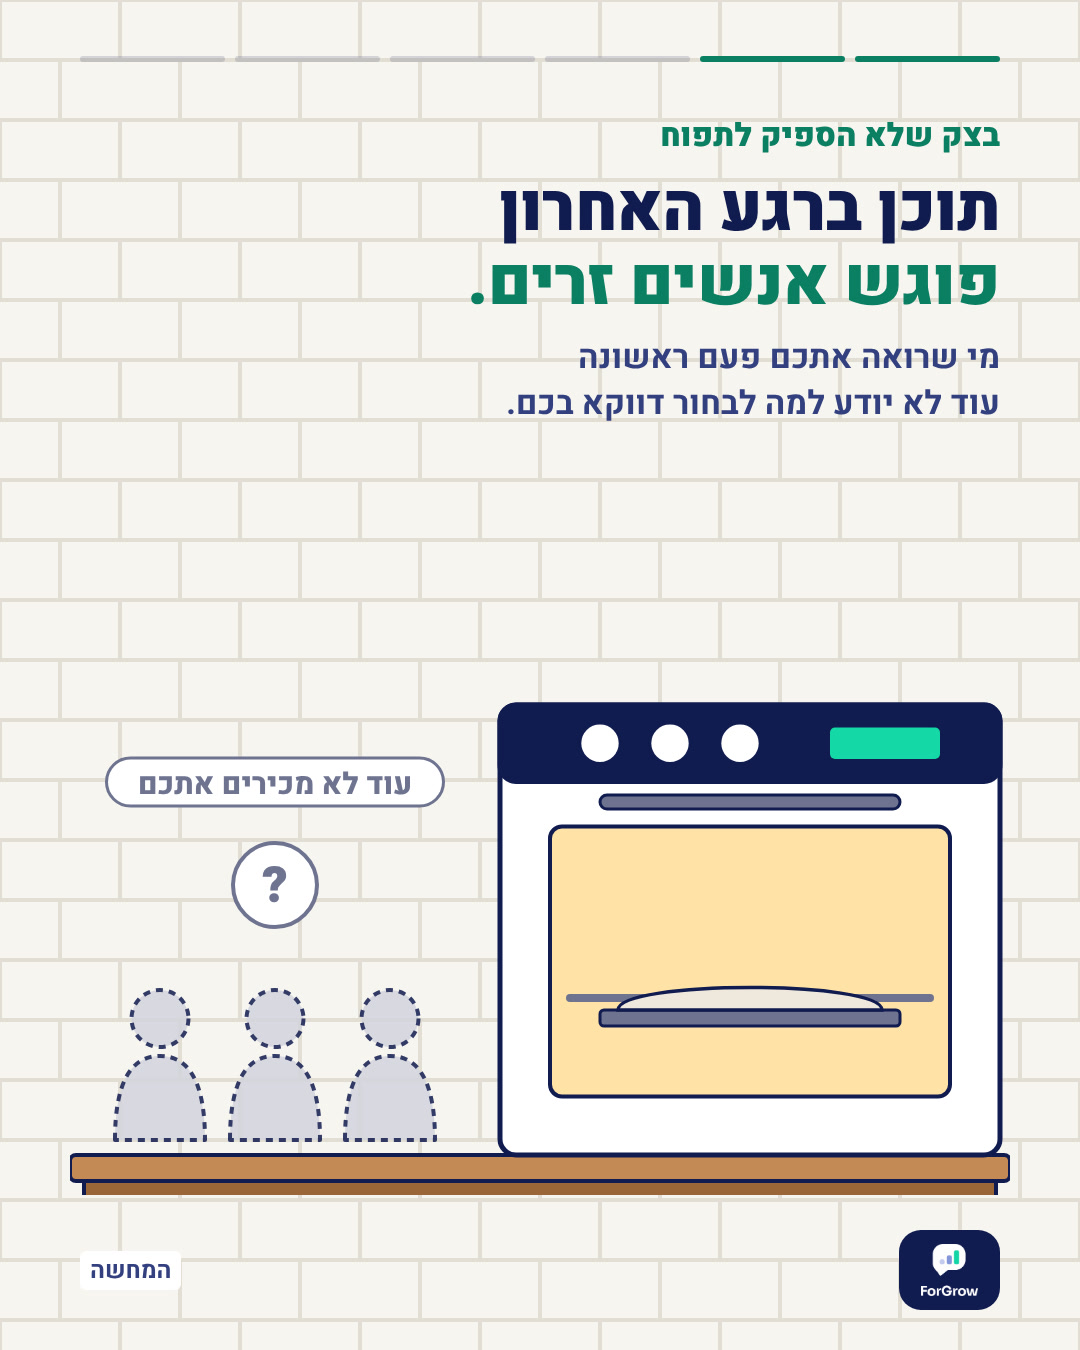 בצק שלא הספיק לתפוח
תוכן ברגע האחרון
פוגש אנשים זרים.
מי שרואה אתכם פעם ראשונה
עוד לא יודע למה לבחור דווקא בכם.
עוד לא מכירים אתכם
?
המחשה
ForGrow